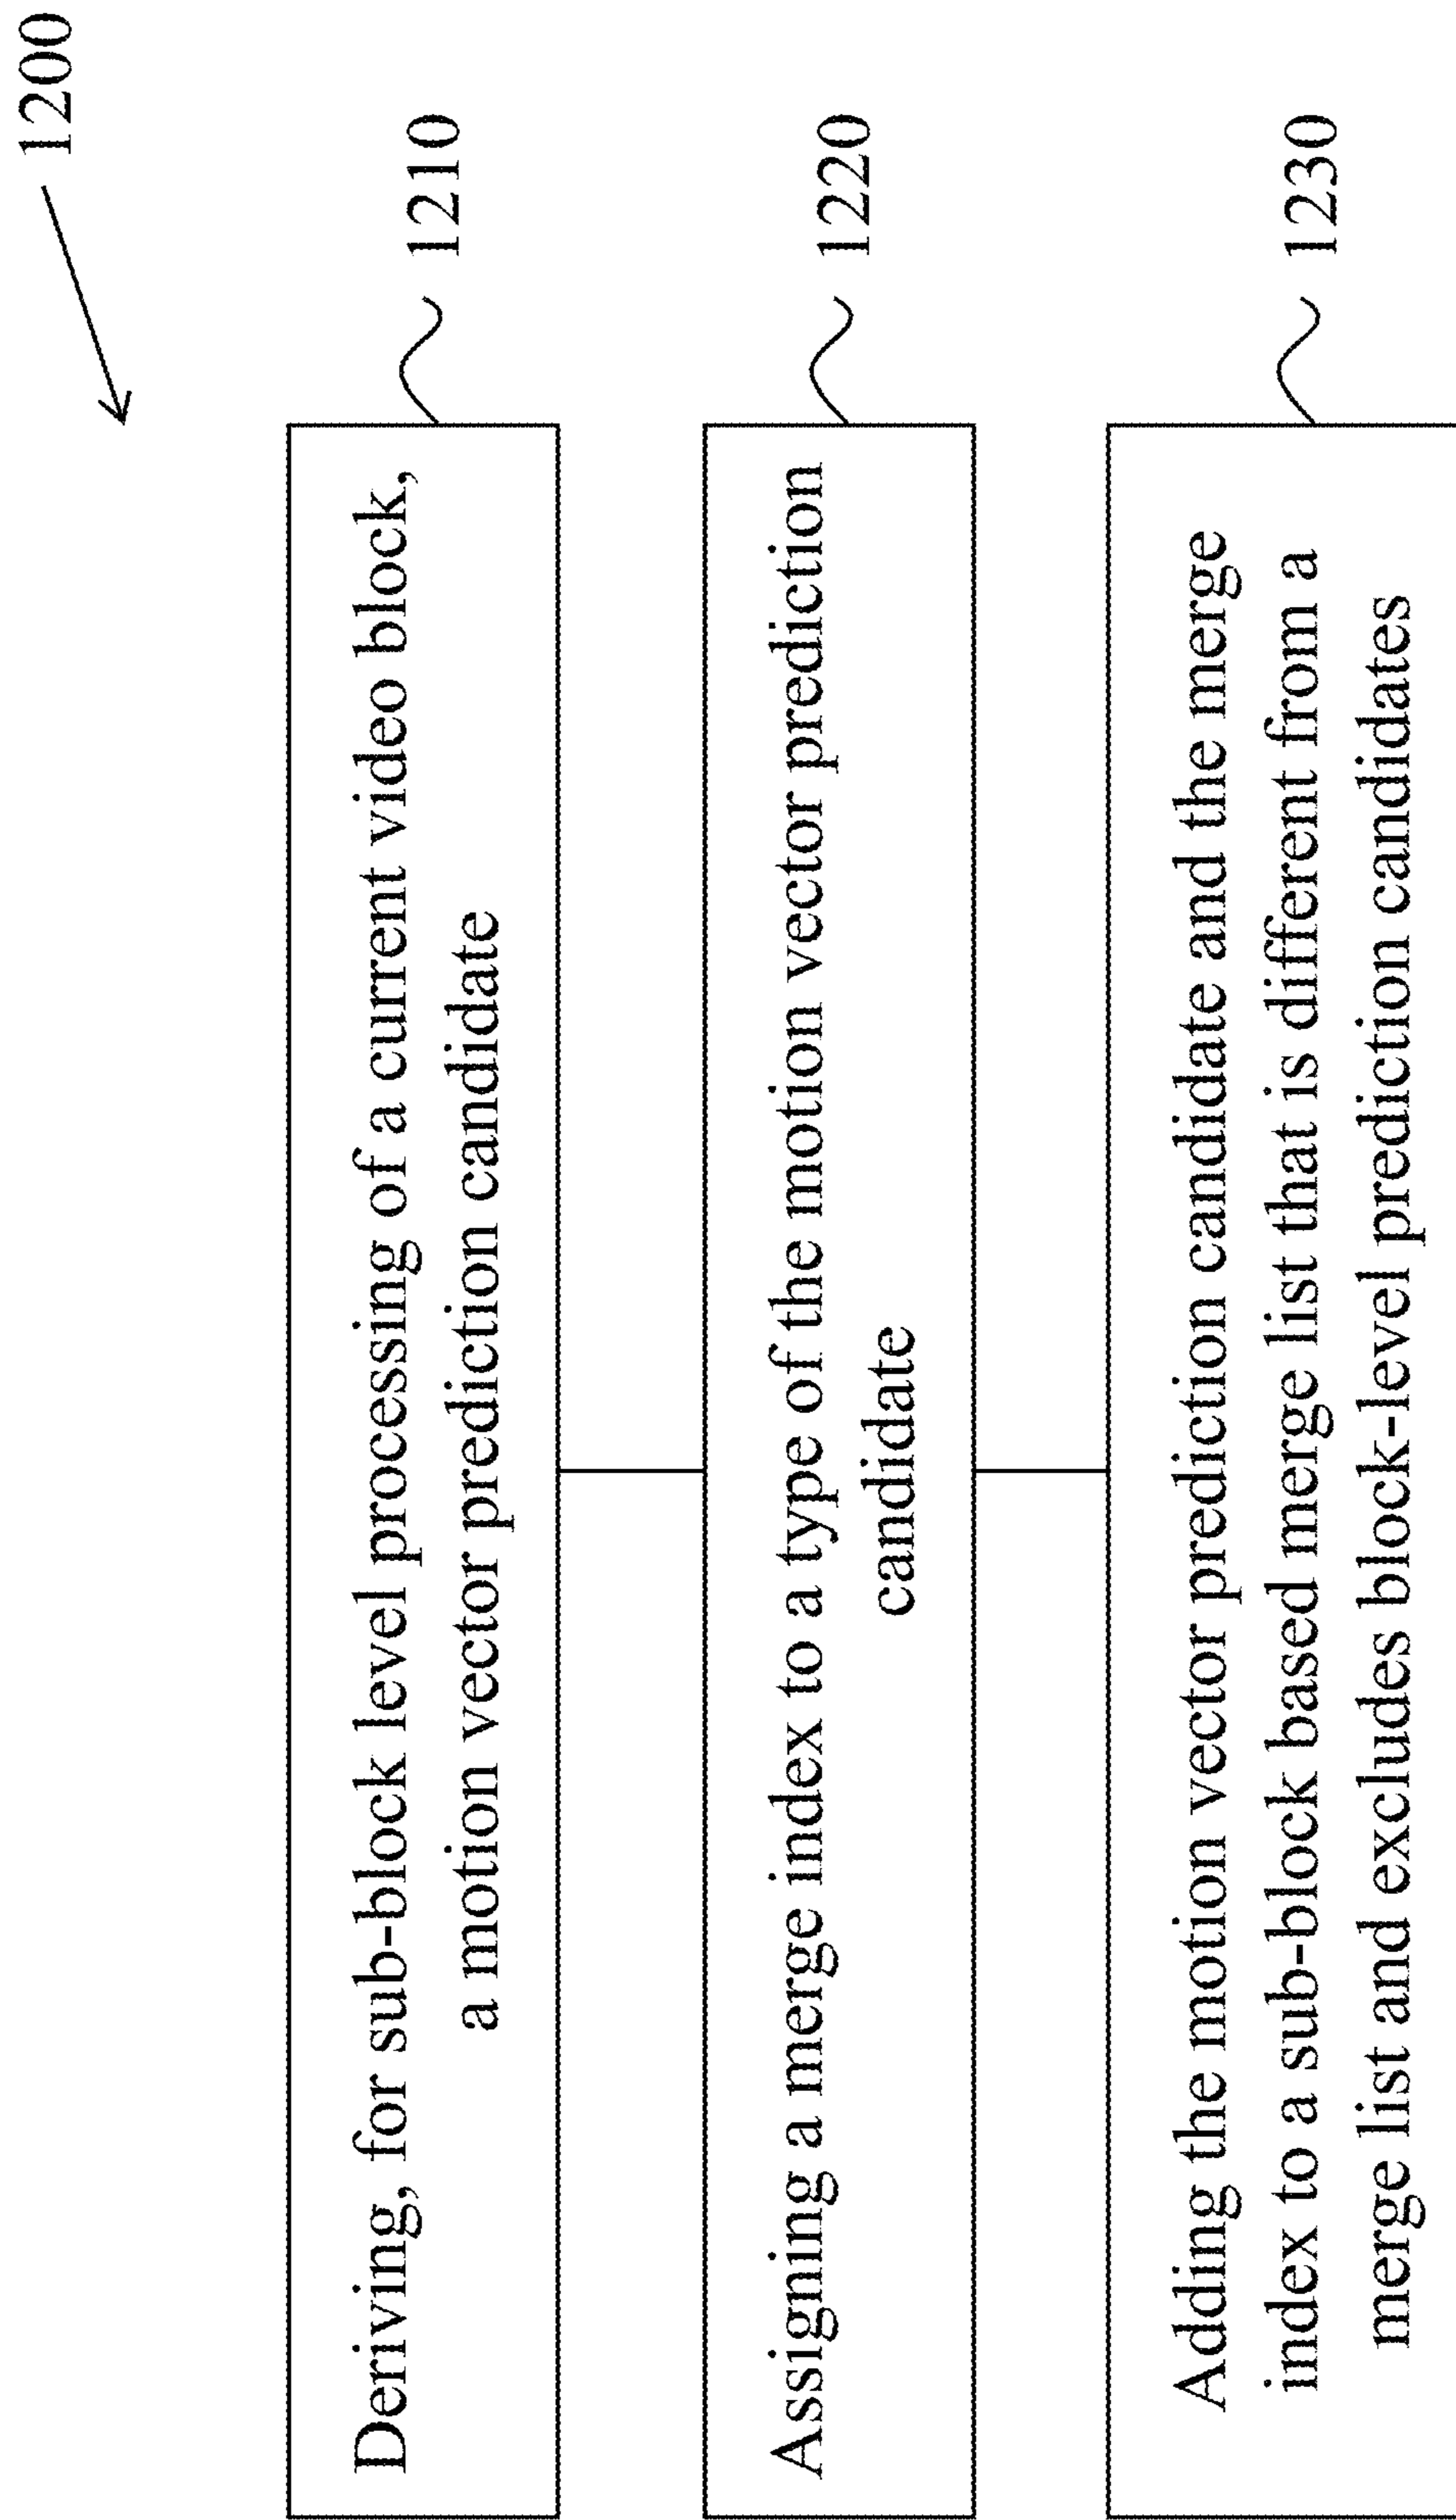 1200
Deriving, for sub-block level processing of a current video block,
a motion vector prediction candidate
1210
Assigning a merge index to a type of the motion vector prediction
candidate
1220
Adding the motion vector prediction candidate and the merge
index to a sub-block based merge list that is different from a
merge list and excludes block-level prediction candidates
1230